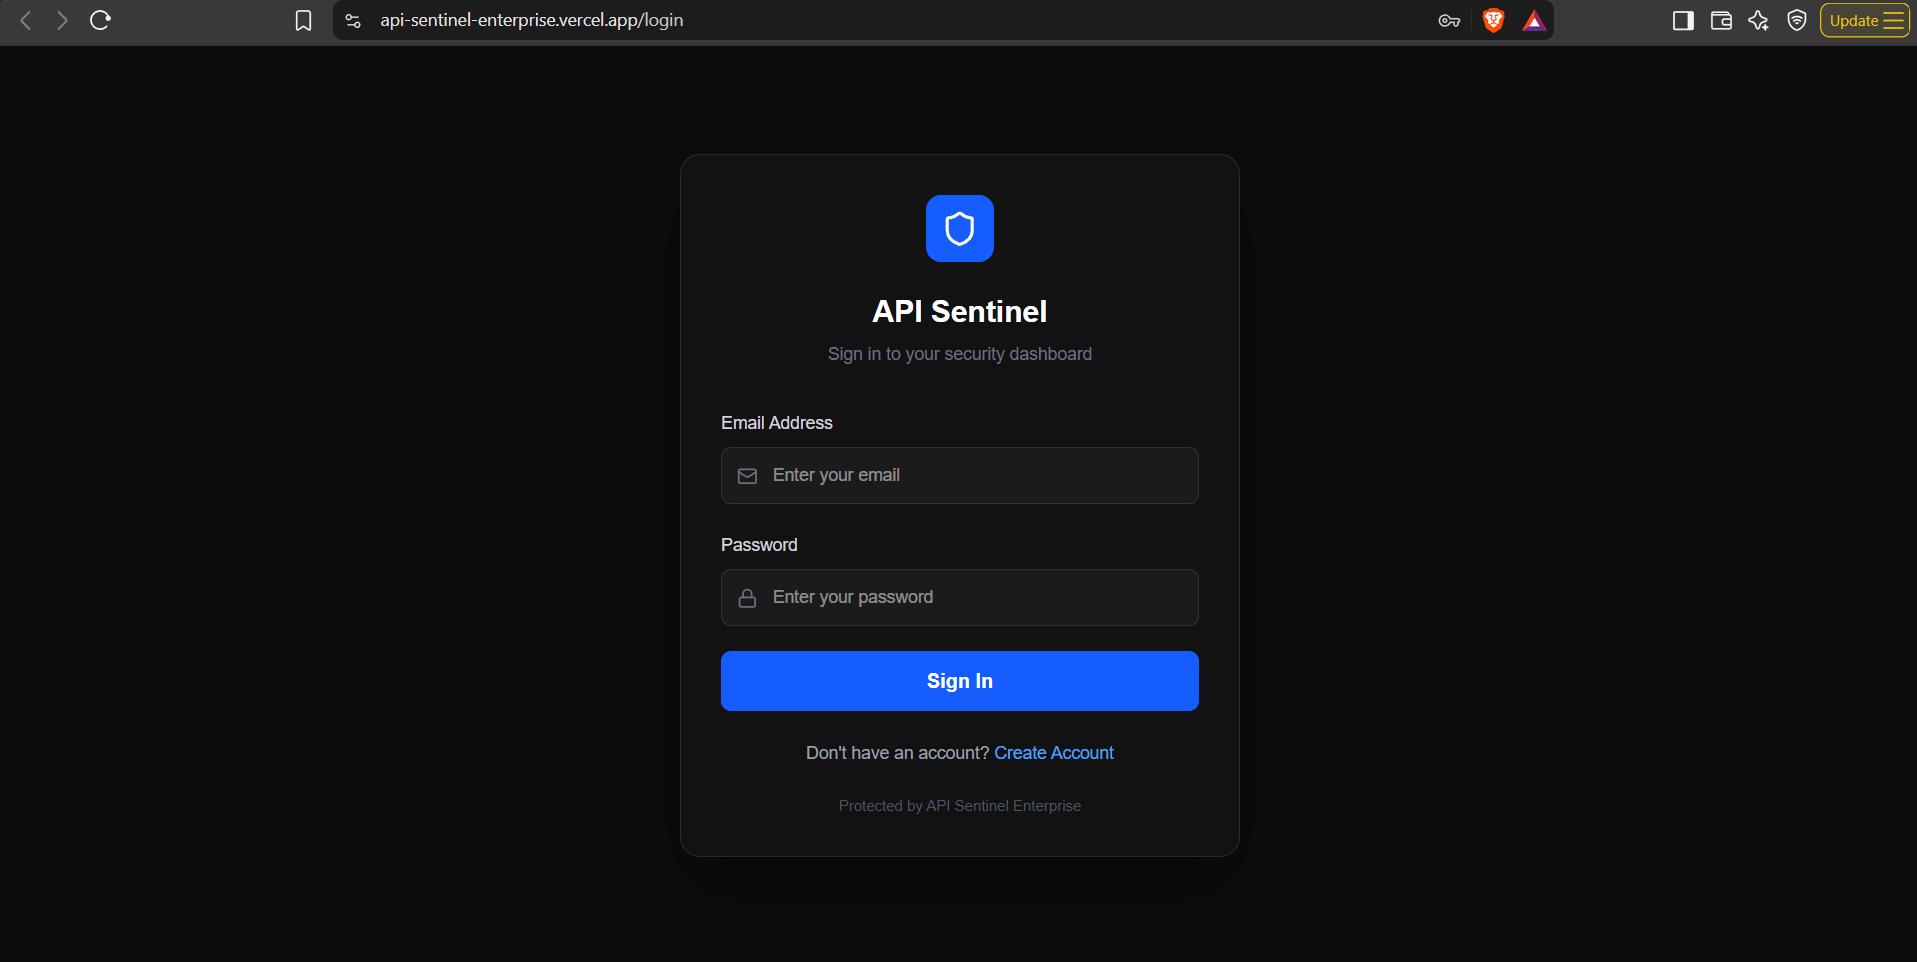 api-sentinel-enterprise.vercel.app/login
Update
API Sentinel
Sign in to your security dashboard
Email Address
Enter your email
Password
Enter your password
Sign In
Don't have an account? Create Account
Protected by API Sentinel Enterprise